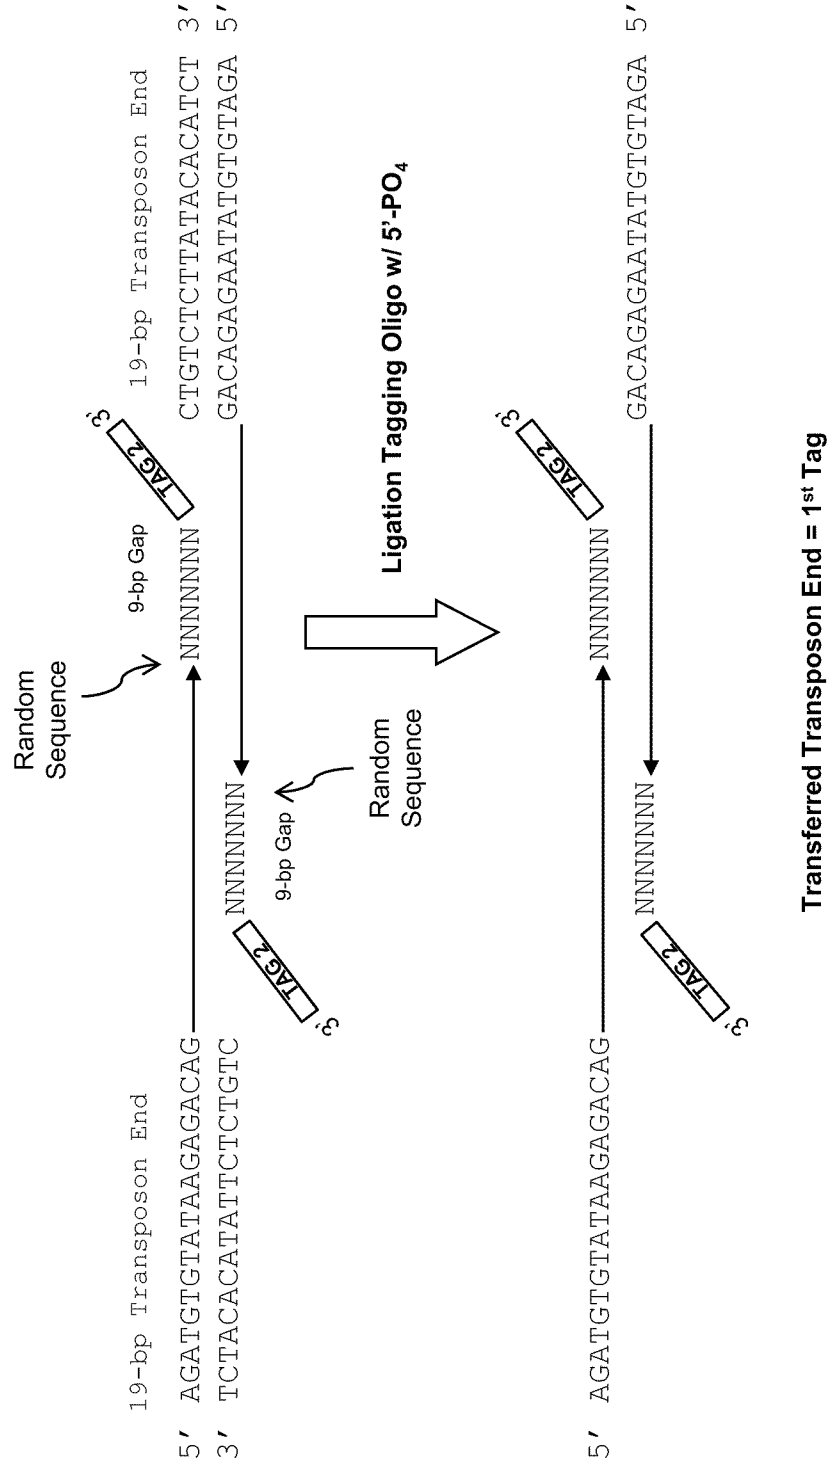 Random
Sequence
19-bp Transposon End
9-bp Gap
TAG 2
3′
19-bp Transposon End
5′ AGATGTGTATAAGAGACAG
NNNNNNN
CTGTCTCTTATACACATCT 3′
3′ TCTACACATATTCTCTGTC
TAG 2
3′
NNNNNNN
GACAGAGAATATGTGTAGA 5′
9-bp Gap
Random
Sequence
Ligation Tagging Oligo w/ 5’-PO4
TAG 2
3′
5′ AGATGTGTATAAGAGACAG
NNNNNNN
TAG 2
3′
NNNNNNN
GACAGAGAATATGTGTAGA 5′
Transferred Transposon End = 1st Tag